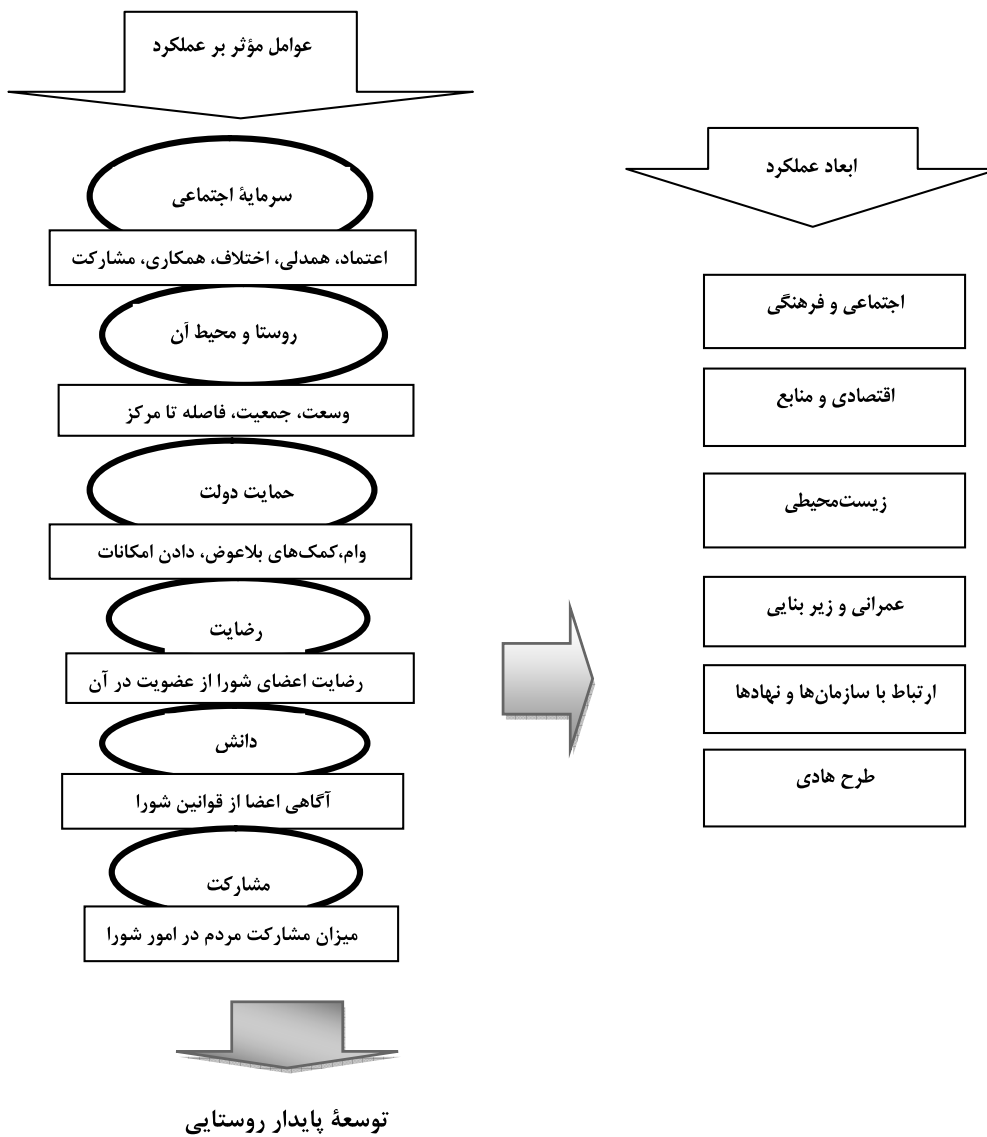 عوامل مؤثر بر عملکرد
سرمایهٔ اجتماعی
اعتماد، همدلی، اختلاف، همکاری، مشارکت
روستا و محیط آن
وسعت، جمعیت، فاصله تا مرکز
حمایت دولت
وام،کمک‌های بلاعوض، دادن امکانات
رضایت
رضایت اعضای شورا از عضویت در آن
دانش
آگاهی اعضا از قوانین شورا
مشارکت
میزان مشارکت مردم در امور شورا
توسعهٔ پایدار روستایی
ابعاد عملکرد
اجتماعی و فرهنگی
اقتصادی و منابع
زیست‌محیطی
عمرانی و زیر بنایی
ارتباط با سازمان‌ها و نهادها
طرح هادی